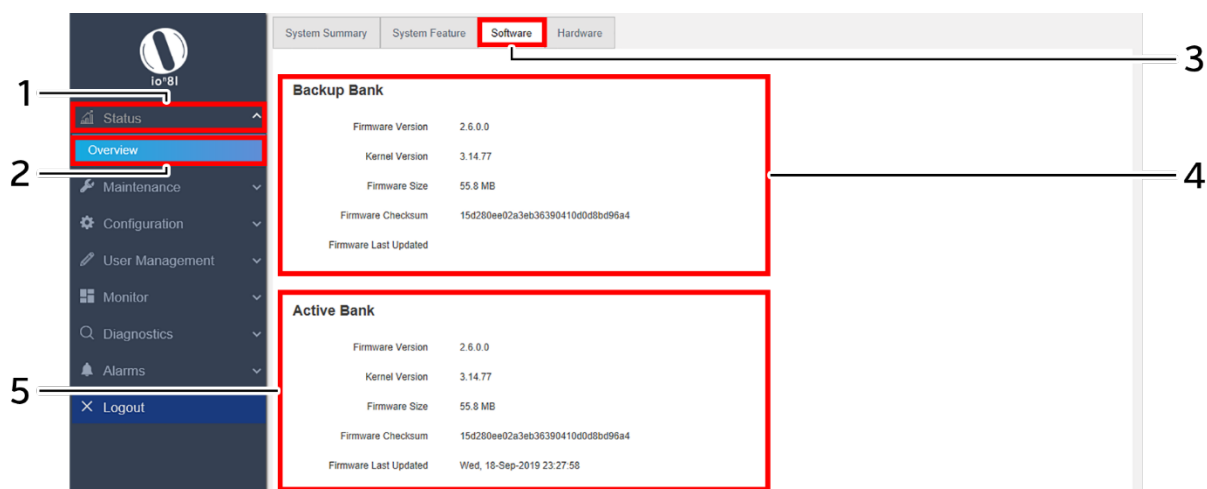 System Summary System Feature Software Hardware
3
io"8I
1
Status
Overview
2
Maintenance
Configuration
User Management
Monitor
Diagnostics
Alarms
5
Logout
Backup Bank
Firmware Version 2.6.0.0
Kernel Version 3.14.77
Firmware Size 55.8 MB
4
Firmware Checksum 15d280ee02a3eb36390410d0d8bd96a4
Firmware Last Updated
Active Bank
Firmware Version 2.6.0.0
Kernel Version 3.14.77
Firmware Size 55.8 MB
Firmware Checksum 15d280ee02a3eb36390410d0d8bd96a4
Firmware Last Updated Wed, 18-Sep-2019 23:27:58